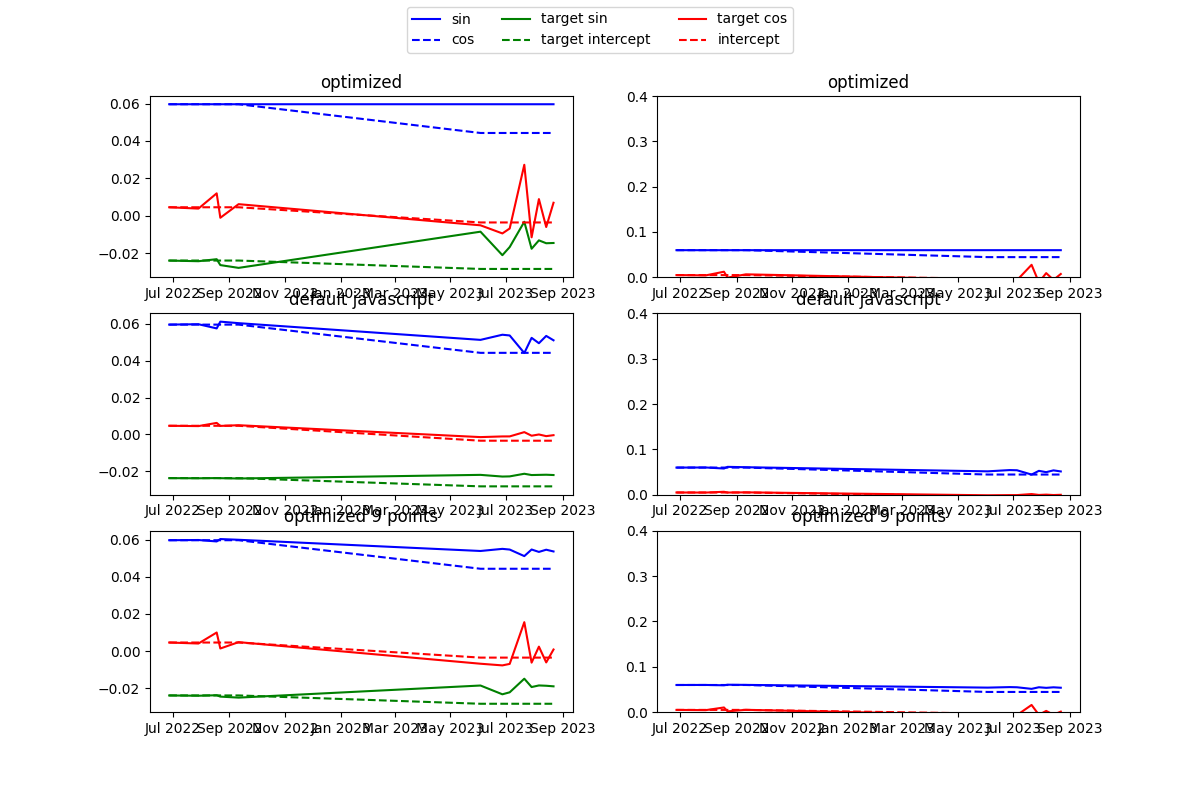 sin target sin target cos
cos target intercept intercept
optimized optimized
0.06 0.4
0.04 0.3
0.02 0.2
0.00 0.1
−0.02 0.0
Jul 2022 Sep 2022 Nov 2022 Jan 2023 Mar 2023 May 2023 Jul 2023 Sep 2023 Jul 2022 Sep 2022 Nov 2022 Jan 2023 Mar 2023 May 2023 Jul 2023 Sep 2023
default javascript default javascript
0.06 0.4
0.04 0.3
0.02 0.2
0.00 0.1
−0.02 0.0
Jul 2022 Sep 2022 Nov 2022 Jan 2023 Mar 2023 May 2023 Jul 2023 Sep 2023 Jul 2022 Sep 2022 Nov 2022 Jan 2023 Mar 2023 May 2023 Jul 2023 Sep 2023
optimized 9 points optimized 9 points
0.06 0.4
0.04 0.3
0.02 0.2
0.00 0.1
−0.02 0.0
Jul 2022 Sep 2022 Nov 2022 Jan 2023 Mar 2023 May 2023 Jul 2023 Sep 2023 Jul 2022 Sep 2022 Nov 2022 Jan 2023 Mar 2023 May 2023 Jul 2023 Sep 2023